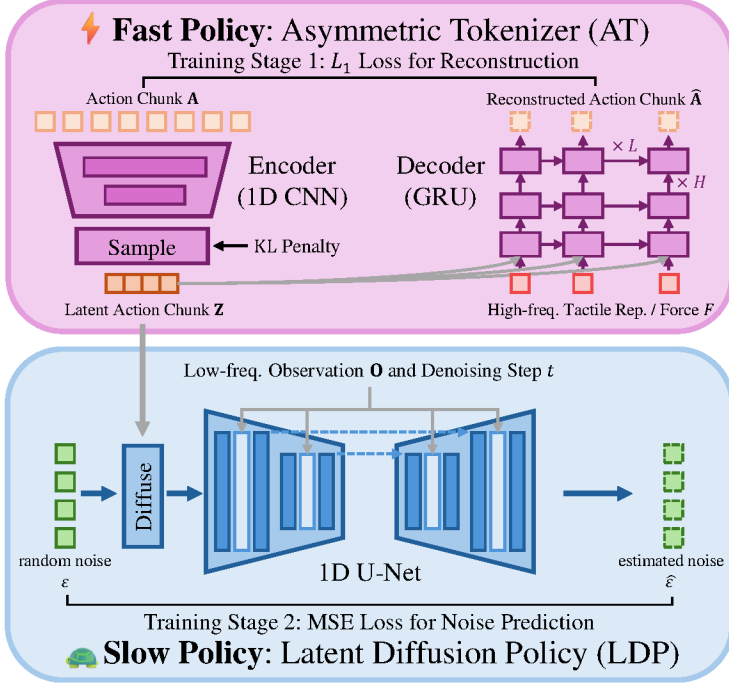 Fast Policy: Asymmetric Tokenizer (AT)
Training Stage 1: L₁ Loss for Reconstruction
Action Chunk A
Reconstructed Action Chunk Â
× L
Encoder
(1D CNN)
Decoder
(GRU)
× H
Sample
KL Penalty
Latent Action Chunk Z
High-freq. Tactile Rep. / Force F
Low-freq. Observation O and Denoising Step t
Diffuse
random noise
ε
1D U-Net
estimated noise
ε̂
Training Stage 2: MSE Loss for Noise Prediction
Slow Policy: Latent Diffusion Policy (LDP)